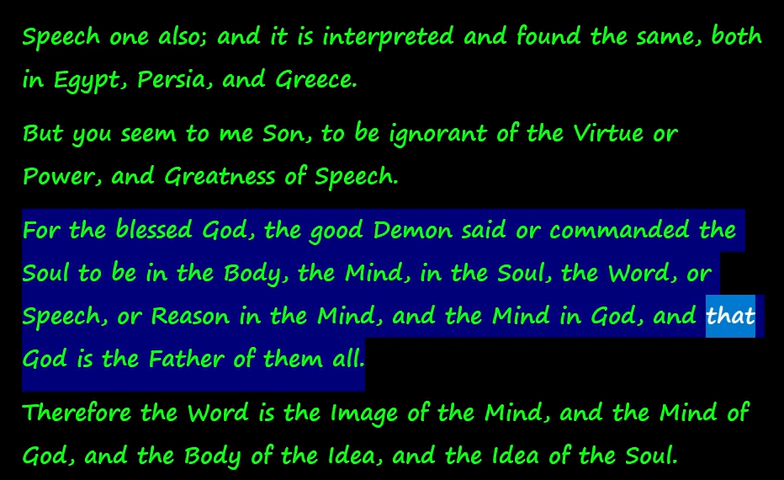 Speech one also; and it is interpreted and found the same, both
in Egypt, Persia, and Greece.
But you seem to me Son, to be ignorant of the Virtue or
Power, and Greatness of Speech.
For the blessed God, the good Demon said or commanded the
Soul to be in the Body, the Mind, in the Soul, the Word, or
Speech, or Reason in the Mind, and the Mind in God, and that
God is the Father of them all.
Therefore the Word is the Image of the Mind, and the Mind of
God, and the Body of the Idea, and the Idea of the Soul.